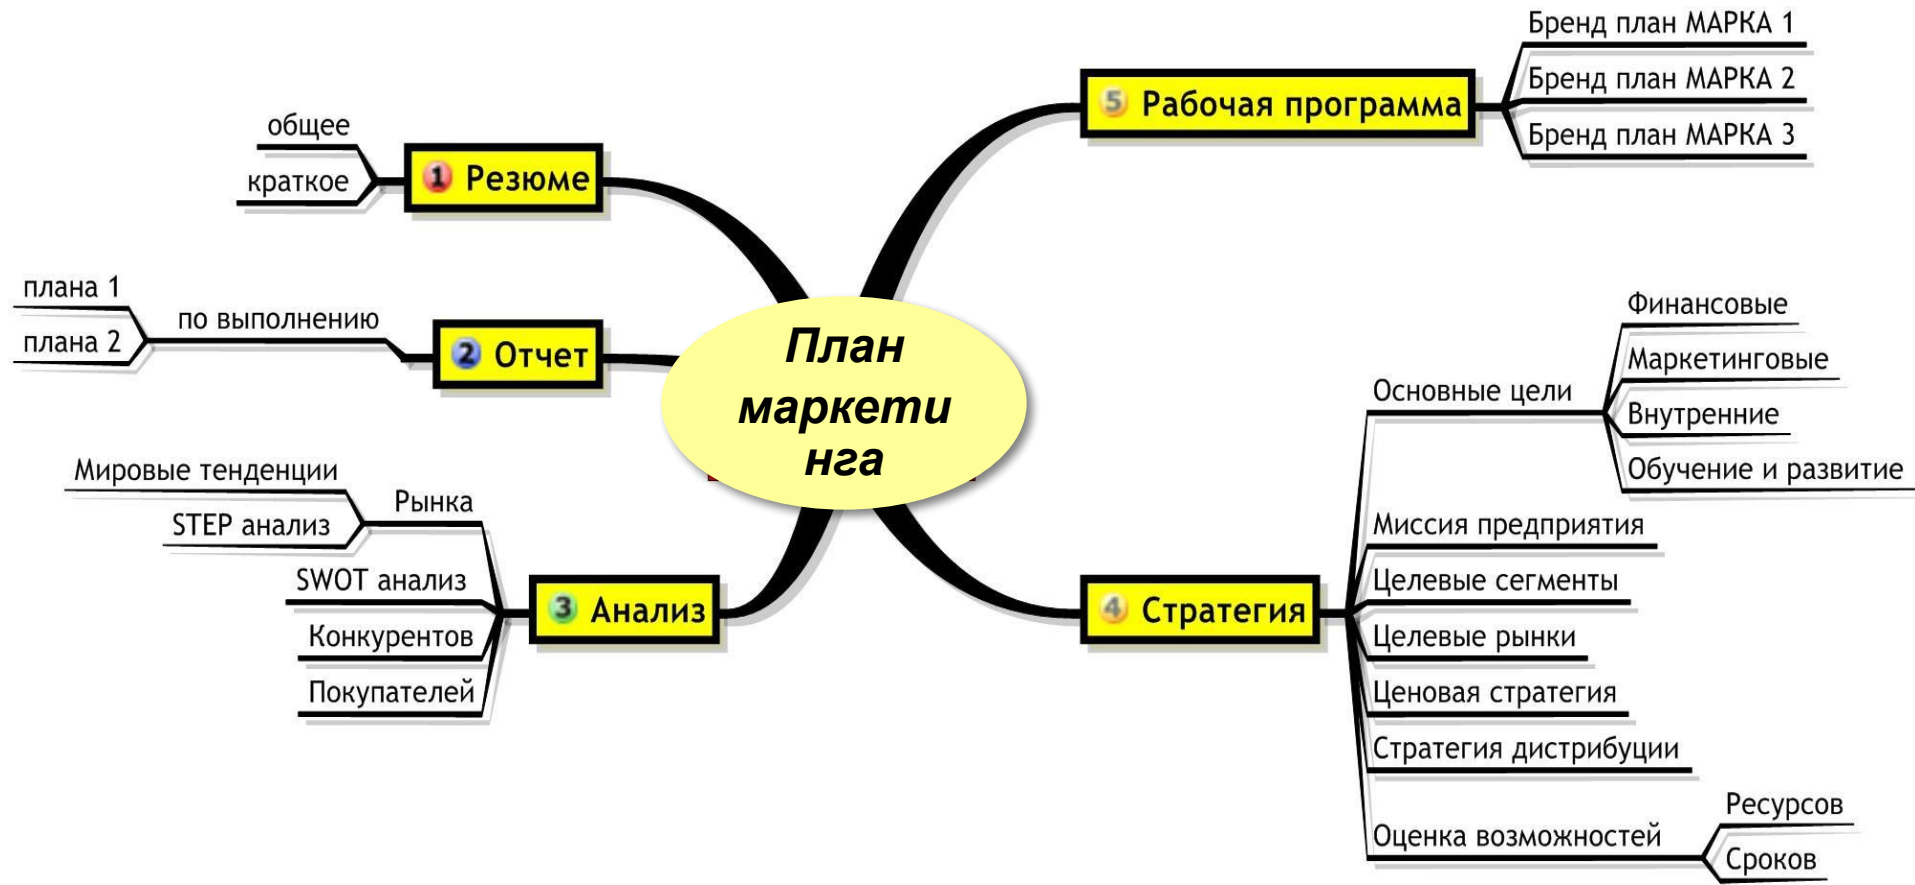 План
маркети
нга
1 Резюме
общее
краткое
2 Отчет
по выполнению
плана 1
плана 2
3 Анализ
Рынка
Мировые тенденции
STEP анализ
SWOT анализ
Конкурентов
Покупателей
4 Стратегия
Основные цели
Финансовые
Маркетинговые
Внутренние
Обучение и развитие
Миссия предприятия
Целевые сегменты
Целевые рынки
Ценовая стратегия
Стратегия дистрибуции
Оценка возможностей
Ресурсов
Сроков
5 Рабочая программа
Бренд план МАРКА 1
Бренд план МАРКА 2
Бренд план МАРКА 3